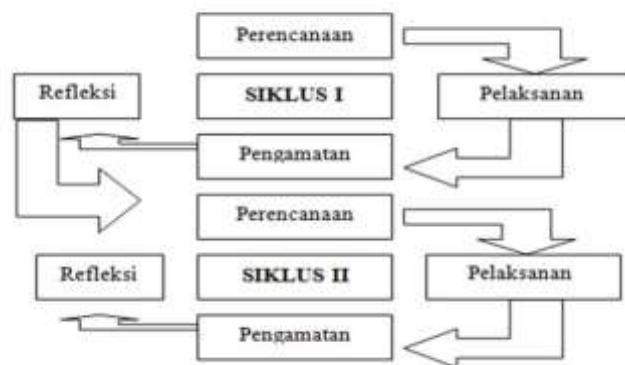 Perencanaan
Refleksi
SIKLUS I
Pelaksanan
Pengamatan
Perencanaan
Refleksi
SIKLUS II
Pelaksanan
Pengamatan